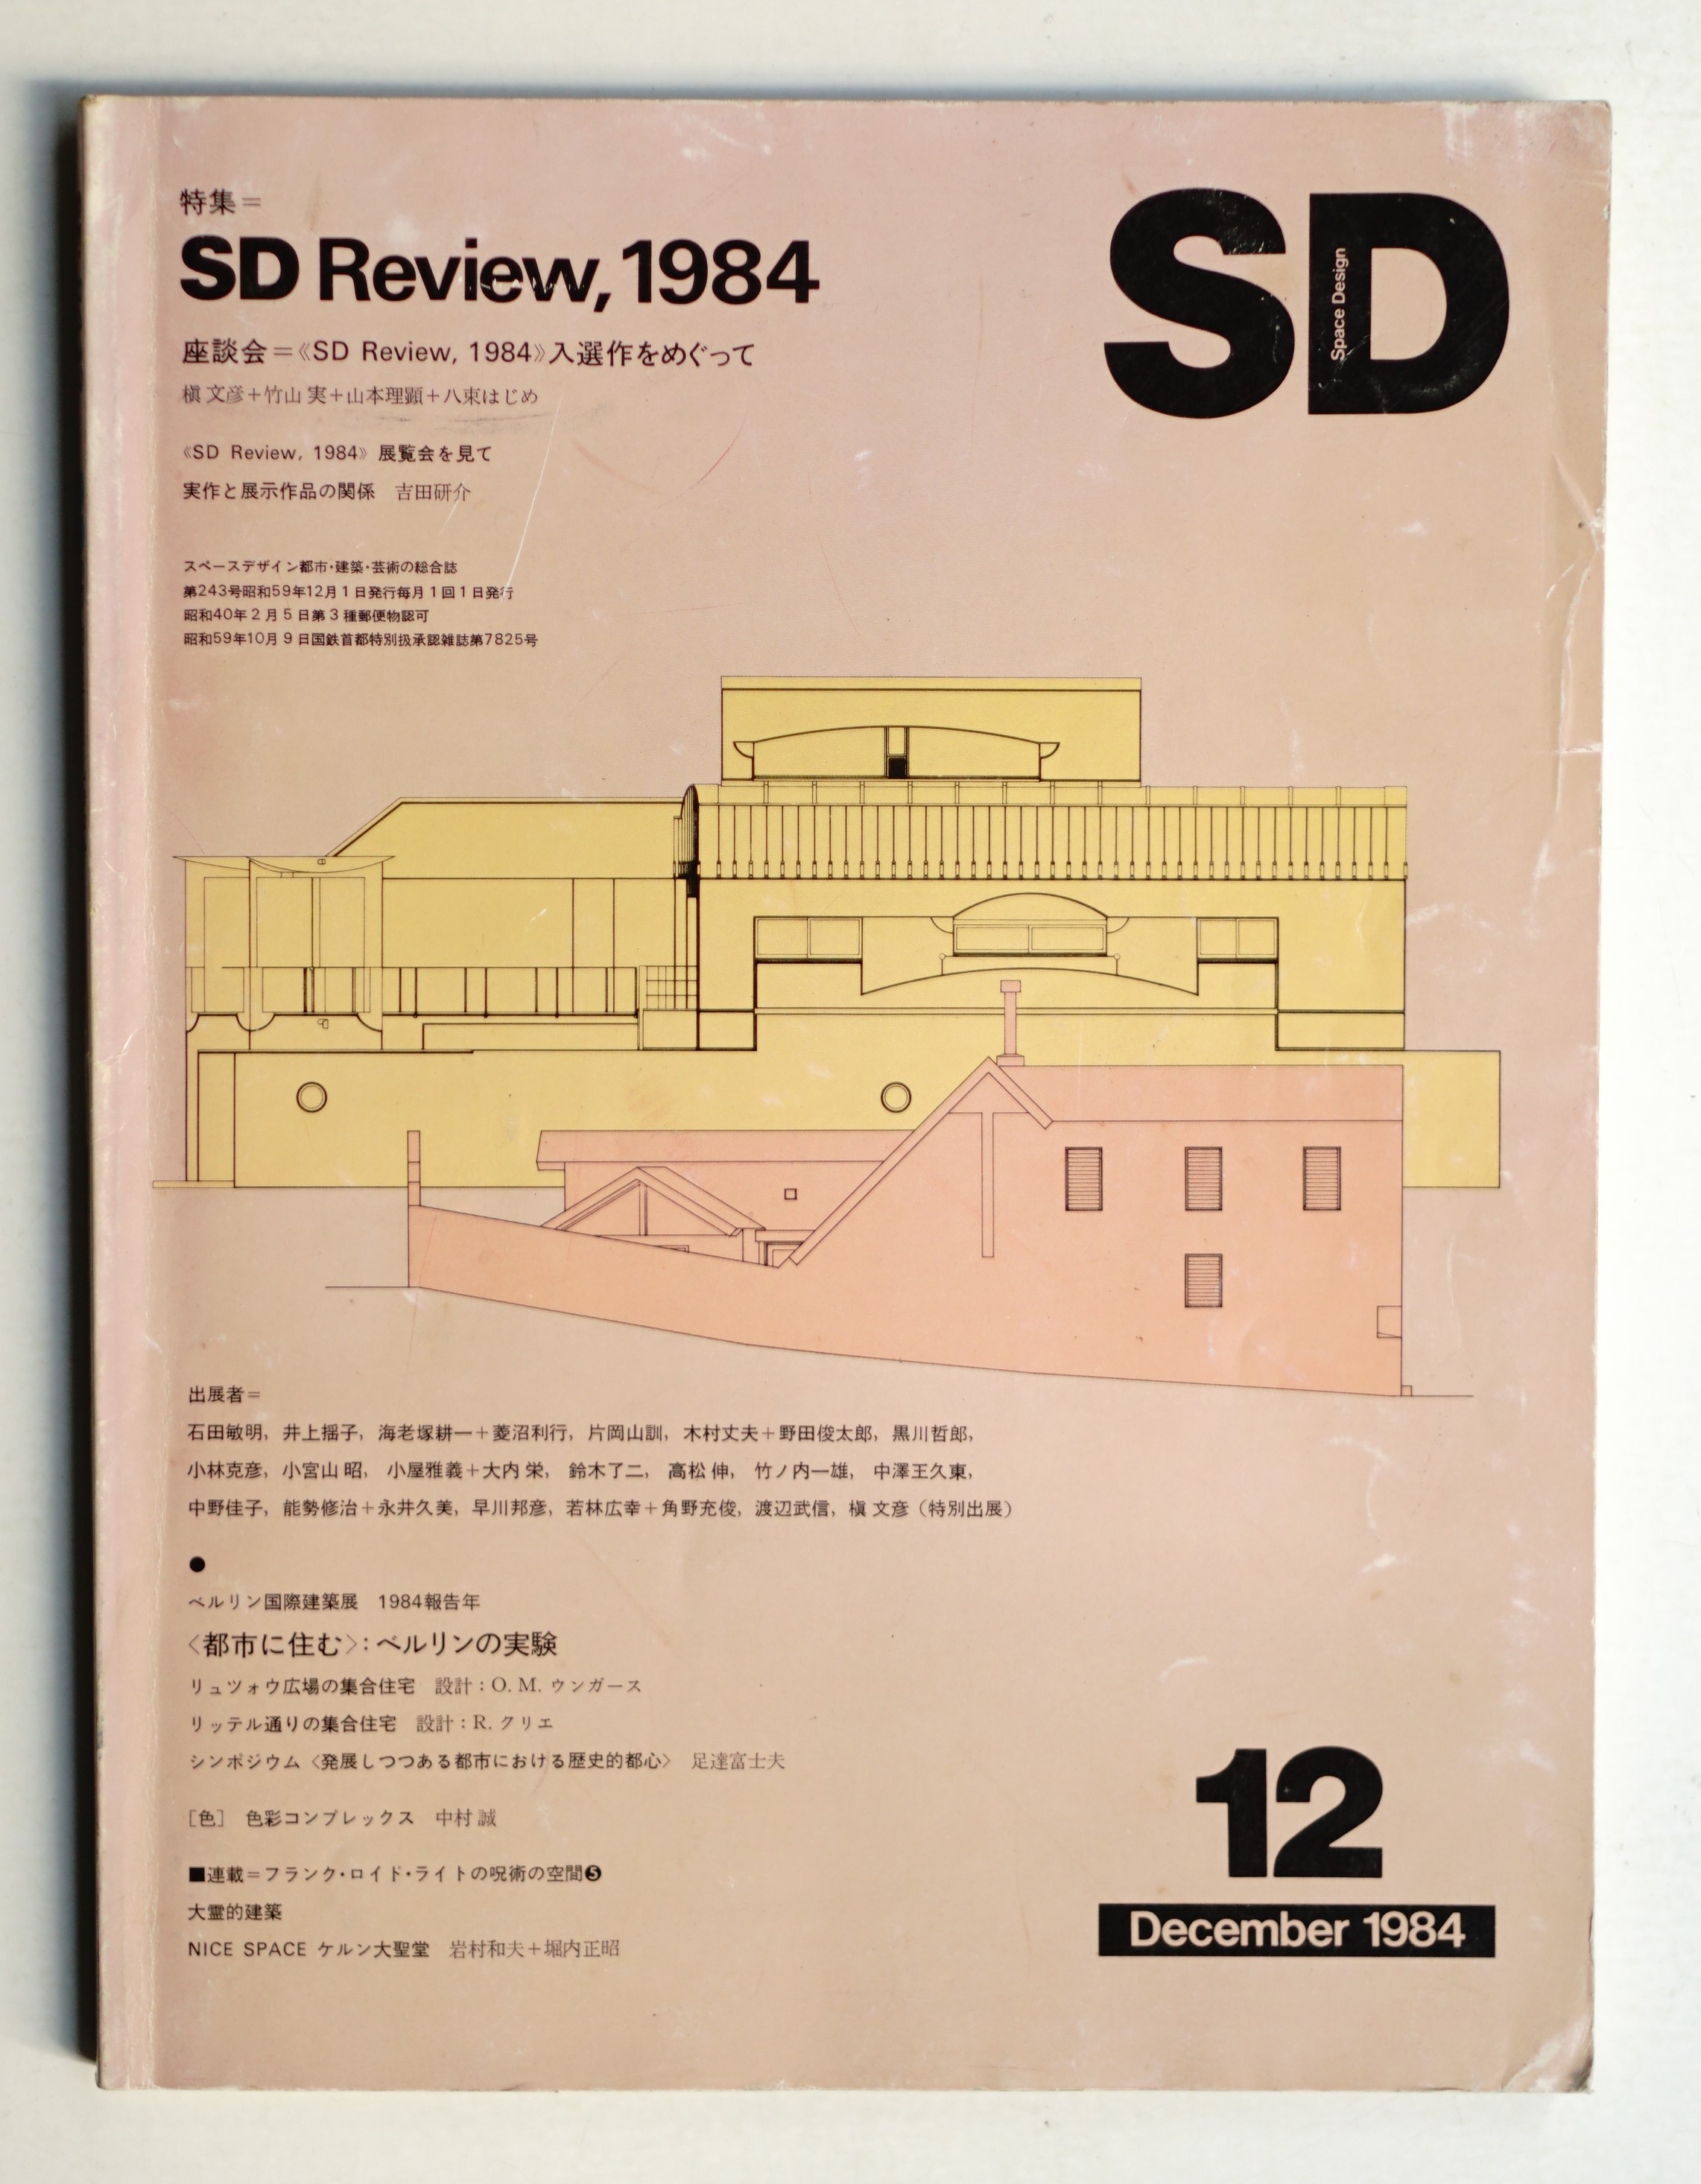 特集=
SD Review, 1984
SD
Space Design
座談会=《SD Review, 1984》入選作をめぐって
槇 文彦+竹山 実+山本理顕+八束はじめ
《SD Review, 1984》展覧会を見て
実作と展示作品の関係 吉田研介
スペースデザイン都市・建築・芸術の総合誌
第243号昭和59年12月1日発行毎月1回1日発行
昭和40年2月5日第3種郵便物認可
昭和59年10月9日国鉄首都特別扱承認雑誌第7825号
出展者=
石田敏明, 井上揺子, 海老塚耕一+菱沼利行, 片岡山訓, 木村丈夫+野田俊太郎, 黒川哲郎,
小林克彦, 小宮山 昭, 小屋雅義+大内 栄, 鈴木了二, 高松 伸, 竹ノ内一雄, 中澤王久東,
中野佳子, 能勢修治+永井久美, 早川邦彦, 若林広幸+角野充俊, 渡辺武信, 槇 文彦（特別出展）
●
ベルリン国際建築展 1984報告年
〈都市に住む〉:ベルリンの実験
リュツォウ広場の集合住宅 設計:O. M. ウンガース
リッテル通りの集合住宅 設計:R. クリエ
シンポジウム〈発展しつつある都市における歴史的都心〉 足達富士夫
[色] 色彩コンプレックス 中村 誠
■連載=フランク・ロイド・ライトの呪術の空間❺
大霊的建築
NICE SPACE ケルン大聖堂 岩村和夫+堀内正昭
12
December 1984